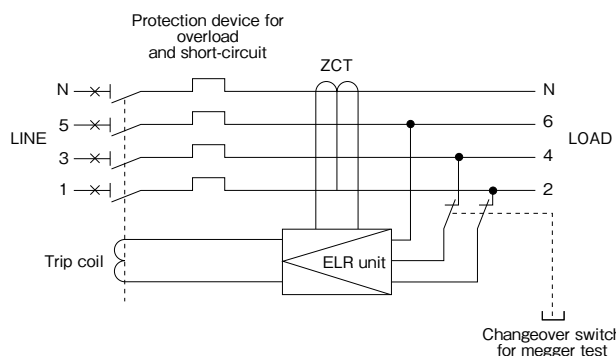 Protection device for
overload
and short-circuit
ZCT
N
N
5
6
LINE
LOAD
3
4
1
2
Trip coil
ELR unit
Changeover switch
for megger test